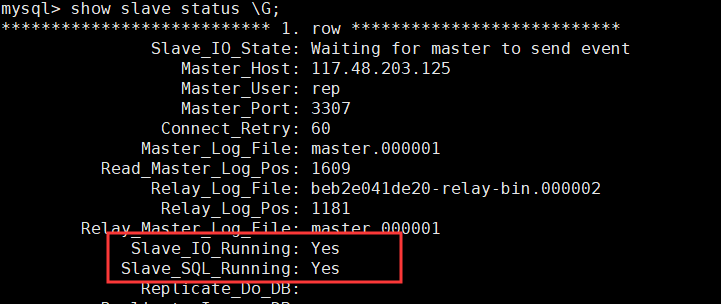 mysql> show slave status \G;
*************************** 1. row ***************************
Slave_IO_State: Waiting for master to send event
Master_Host: 117.48.203.125
Master_User: rep
Master_Port: 3307
Connect_Retry: 60
Master_Log_File: master.000001
Read_Master_Log_Pos: 1609
Relay_Log_File: beb2e041de20-relay-bin.000002
Relay_Log_Pos: 1181
Relay_Master_Log_File: master.000001
Slave_IO_Running: Yes
Slave_SQL_Running: Yes
Replicate_Do_DB: